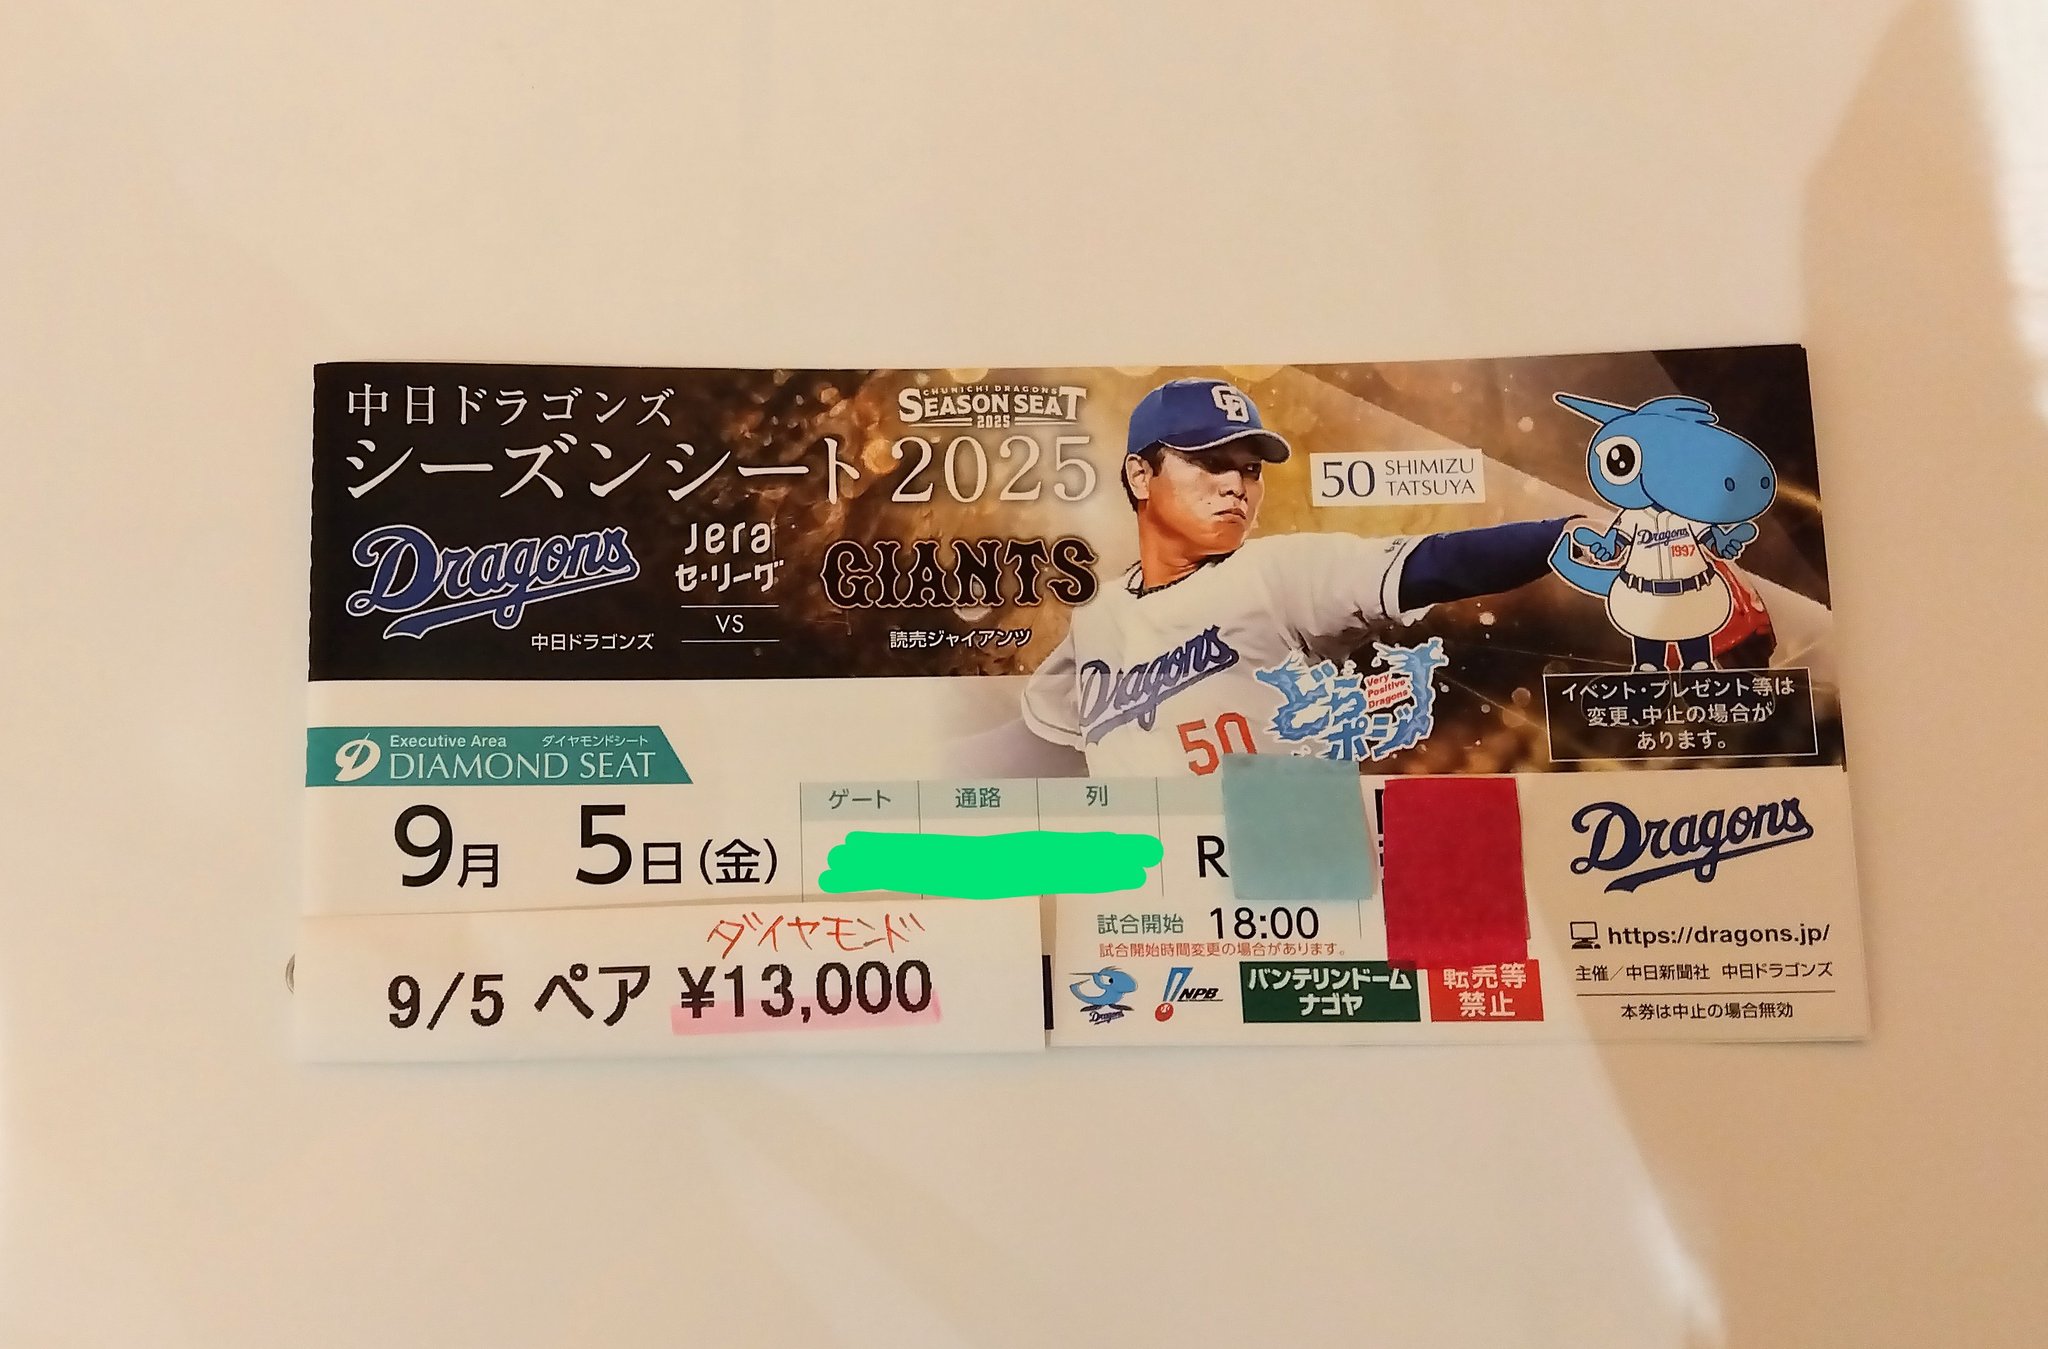 中日ドラゴンズ
シーズンシート2025
CHUNICHI DRAGONS
SEASON SEAT
2025
Dragons
中日ドラゴンズ
JERA
セ・リーグ
VS
GIANTS
読売ジャイアンツ
50 SHIMIZU
TATSUYA
Dragons
1997
Dragons
50
ドラポジ
Very
Positive
Dragons
イベント・プレゼント等は
変更、中止の場合が
あります。
Executive Area ダイヤモンドシート
DIAMOND SEAT
9月 5日(金)
ゲート 通路 列
R
試合開始 18:00
試合開始時間変更の場合があります。
ダイヤモンド
9/5 ペア ¥13,000
Dragons
NPB
バンテリンドーム
ナゴヤ
転売等
禁止
Dragons
https://dragons.jp/
主催/中日新聞社 中日ドラゴンズ
本券は中止の場合無効